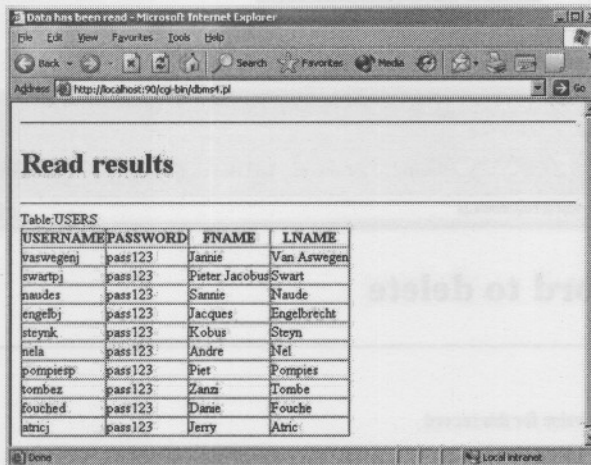 Data has been read - Microsoft Internet Explorer
File Edit View Favorites Tools Help
Back Search Favorites Media
Address http://localhost:90/cgi-bin/dbms4.pl Go
Read results
Table:USERS
USERNAME PASSWORD FNAME LNAME
vaswegenj pass123 Jannie Van Aswegen
swartpj pass123 Pieter Jacobus Swart
naudes pass123 Sannie Naude
engelbj pass123 Jacques Engelbrecht
steynk pass123 Kobus Steyn
nela pass123 Andre Nel
pompiesp pass123 Piet Pompies
tombez pass123 Zanzi Tombe
fouched pass123 Danie Fouche
atricj pass123 Jerry Atric
Done Local intranet
ord to delete